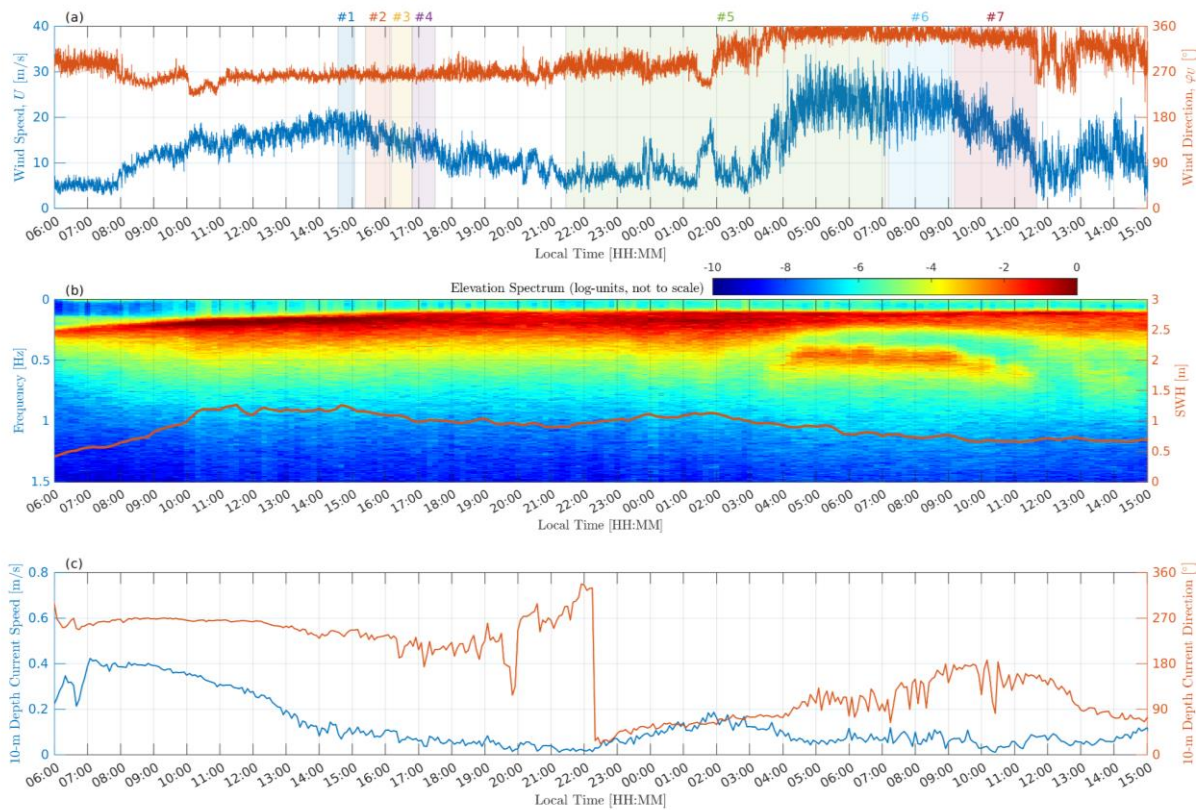 (a) #1 #2 #3 #4 #5 #6 #7
Wind Speed, U [m/s]
40
30
20
10
0
360
270
180
90
0
Wind Direction, φU [°]
06:00 07:00 08:00 09:00 10:00 11:00 12:00 13:00 14:00 15:00 16:00 17:00 18:00 19:00 20:00 21:00 22:00 23:00 00:00 01:00 02:00 03:00 04:00 05:00 06:00 07:00 08:00 09:00 10:00 11:00 12:00 13:00 14:00 15:00
Local Time [HH:MM]
(b) Elevation Spectrum (log-units, not to scale)
-10 -8 -6 -4 -2 0
Frequency [Hz]
0
0.5
1
1.5
3
2.5
2
1.5
1
0.5
0
SWH [m]
06:00 07:00 08:00 09:00 10:00 11:00 12:00 13:00 14:00 15:00 16:00 17:00 18:00 19:00 20:00 21:00 22:00 23:00 00:00 01:00 02:00 03:00 04:00 05:00 06:00 07:00 08:00 09:00 10:00 11:00 12:00 13:00 14:00 15:00
Local Time [HH:MM]
(c)
10-m Depth Current Speed [m/s]
0.8
0.6
0.4
0.2
0
360
270
180
90
0
10-m Depth Current Direction [°]
06:00 07:00 08:00 09:00 10:00 11:00 12:00 13:00 14:00 15:00 16:00 17:00 18:00 19:00 20:00 21:00 22:00 23:00 00:00 01:00 02:00 03:00 04:00 05:00 06:00 07:00 08:00 09:00 10:00 11:00 12:00 13:00 14:00 15:00
Local Time [HH:MM]